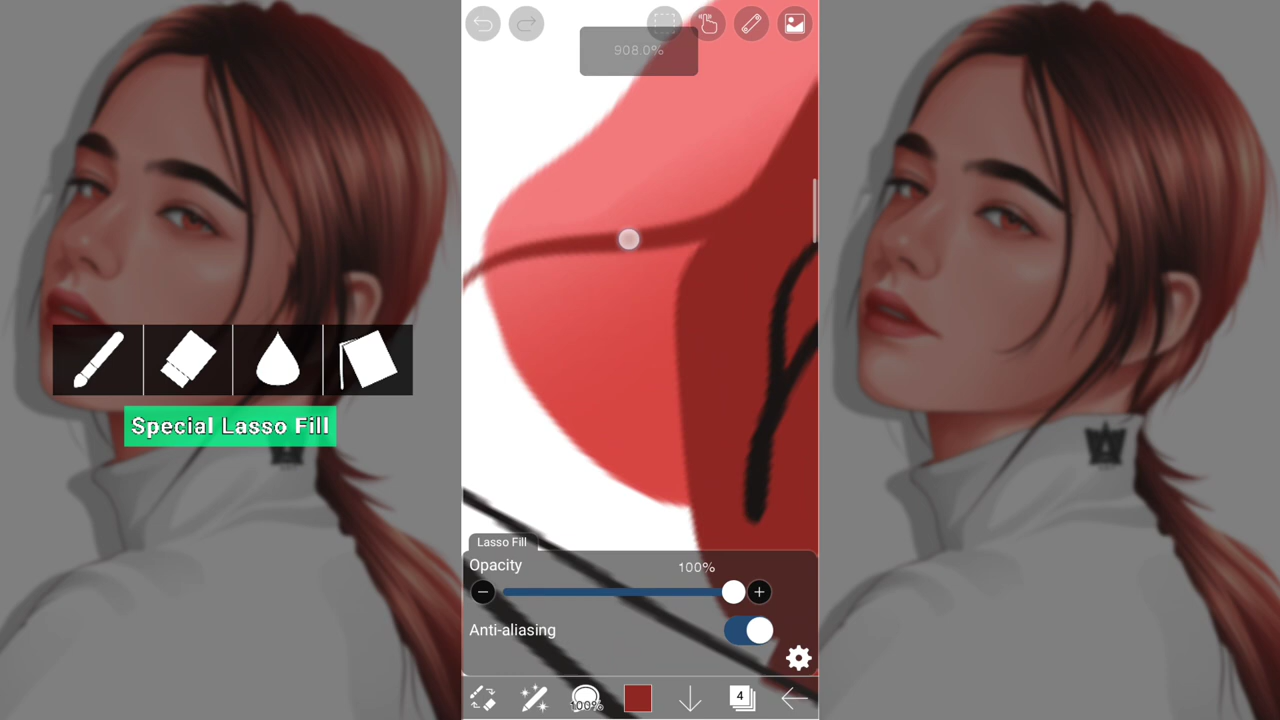 908.0%
Special Lasso Fill
Lasso Fill
Opacity
100%
Anti-aliasing
100%
4